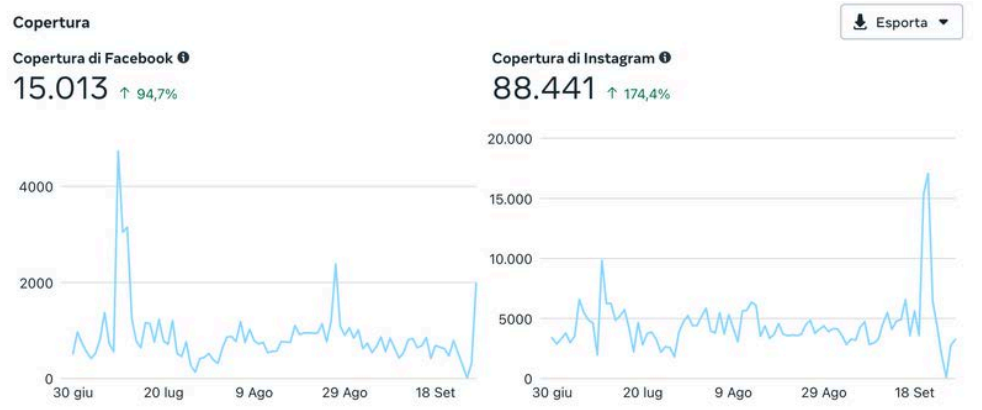 Copertura
Esporta
Copertura di Facebook
15.013 ↑ 94,7%
4000
2000
0
30 giu 20 lug 9 Ago 29 Ago 18 Set
Copertura di Instagram
88.441 ↑ 174,4%
20.000
15.000
10.000
5000
0
30 giu 20 lug 9 Ago 29 Ago 18 Set